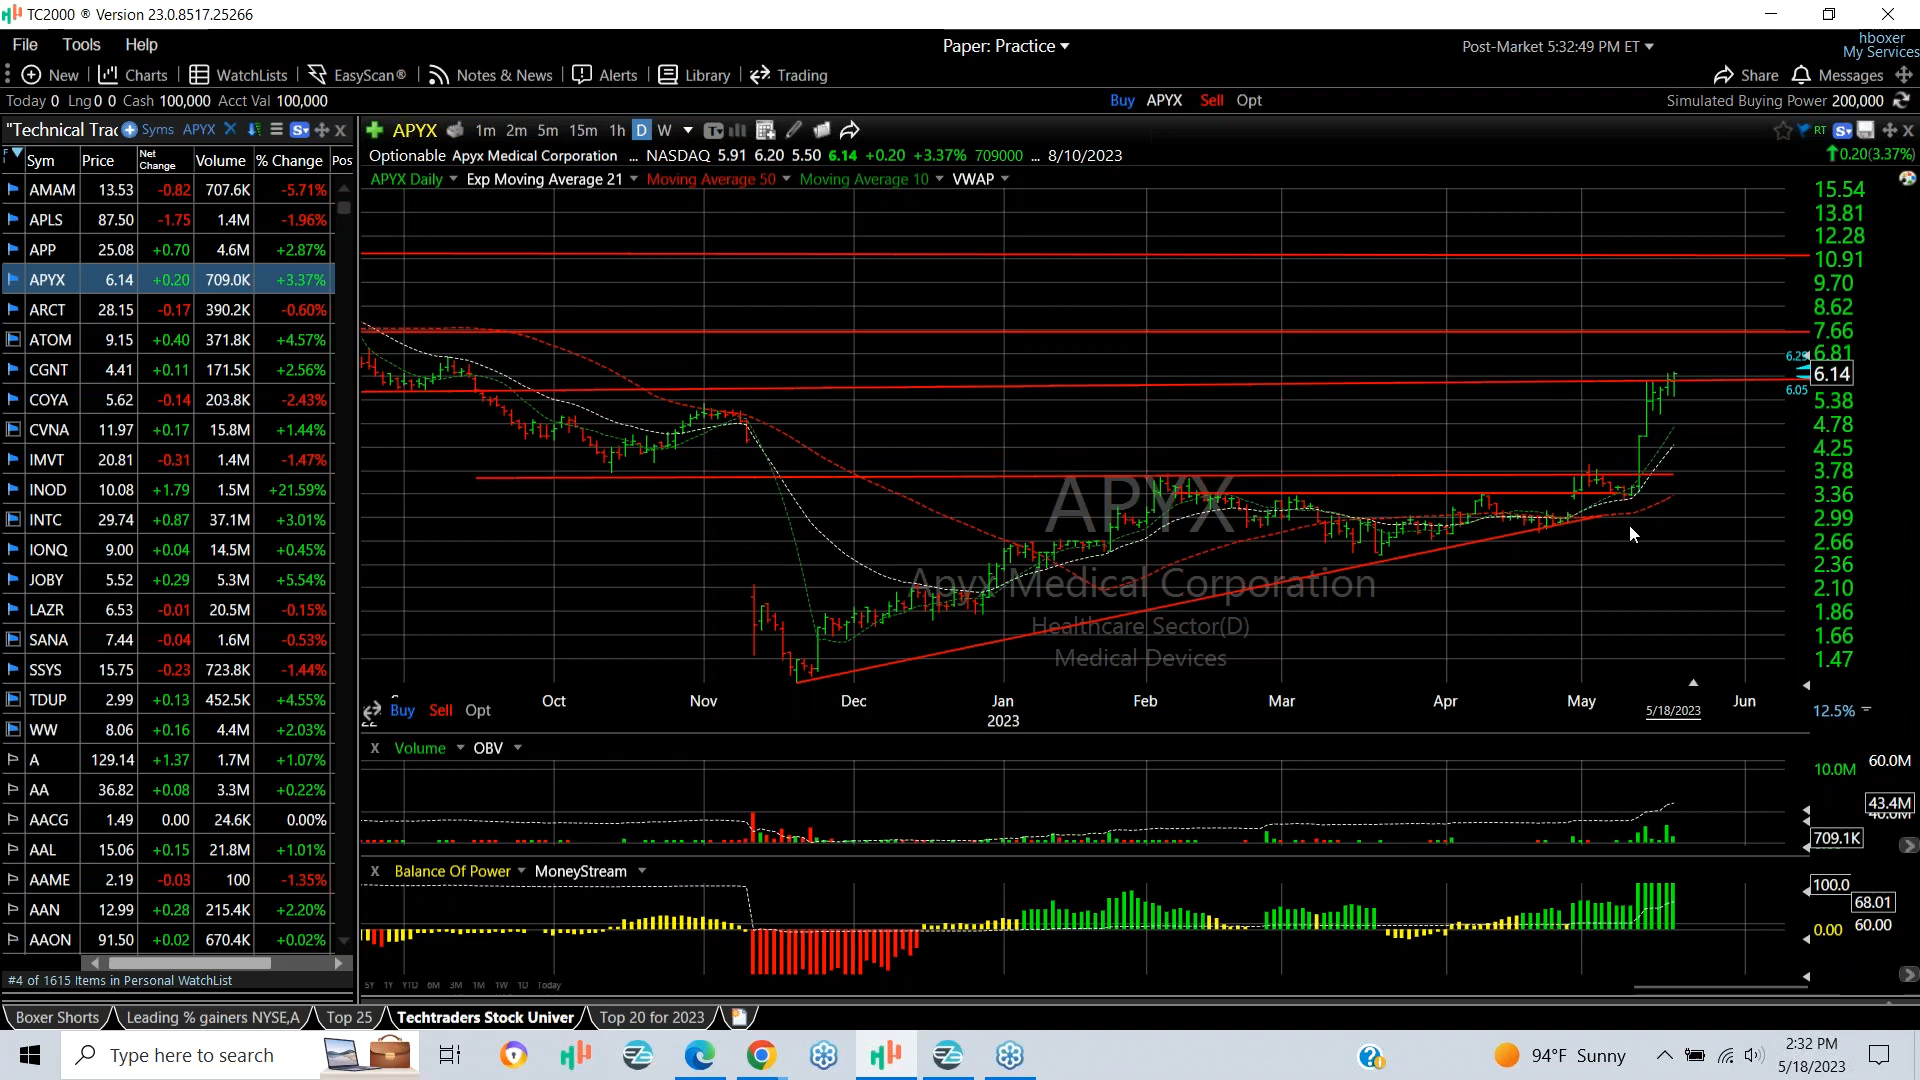 TC2000 ® Version 23.0.8517.25266
File Tools Help
Paper: Practice
Post-Market 5:32:49 PM ET
hboxer
My Services
New Charts WatchLists EasyScan® Notes & News Alerts Library Trading
Share Messages
Today 0 Lng 0 0 Cash 100,000 Acct Val 100,000
Buy APYX Sell Opt
Simulated Buying Power 200,000
"Technical Trac Syms APYX
APYX 1m 2m 5m 15m 1h D W
RT
Sym Price Net Change Volume % Change Pos
Optionable Apyx Medical Corporation ... NASDAQ 5.91 6.20 5.50 6.14 +0.20 +3.37% 709000 ... 8/10/2023
0.20(3.37%)
APYX Daily Exp Moving Average 21 Moving Average 50 Moving Average 10 VWAP
AMAM 13.53 -0.82 707.6K -5.71%
APLS 87.50 -1.75 1.4M -1.96%
APP 25.08 +0.70 4.6M +2.87%
APYX 6.14 +0.20 709.0K +3.37%
ARCT 28.15 -0.17 390.2K -0.60%
ATOM 9.15 +0.40 371.8K +4.57%
CGNT 4.41 +0.11 171.5K +2.56%
COYA 5.62 -0.14 203.8K -2.43%
CVNA 11.97 +0.17 15.8M +1.44%
IMVT 20.81 -0.31 1.4M -1.47%
INOD 10.08 +1.79 1.5M +21.59%
INTC 29.74 +0.87 37.1M +3.01%
IONQ 9.00 +0.04 14.5M +0.45%
JOBY 5.52 +0.29 5.3M +5.54%
LAZR 6.53 -0.01 20.5M -0.15%
SANA 7.44 -0.04 1.6M -0.53%
SSYS 15.75 -0.23 723.8K -1.44%
TDUP 2.99 +0.13 452.5K +4.55%
WW 8.06 +0.16 4.4M +2.03%
A 129.14 +1.37 1.7M +1.07%
AA 36.82 +0.08 3.3M +0.22%
AACG 1.49 0.00 24.6K 0.00%
AAL 15.06 +0.15 21.8M +1.01%
AAME 2.19 -0.03 100 -1.35%
AAN 12.99 +0.28 215.4K +2.20%
AAON 91.50 +0.02 670.4K +0.02%
#4 of 1615 Items in Personal WatchList
15.54
13.81
12.28
10.91
9.70
8.62
7.66
6.81
6.29
6.14
6.05
5.38
4.78
4.25
3.78
3.36
2.99
2.66
2.36
2.10
1.86
1.66
1.47
APYX
Apyx Medical Corporation
Healthcare Sector(D)
Medical Devices
Oct Nov Dec Jan Feb Mar Apr May Jun
2023
5/18/2023
Buy Sell Opt
12.5%
X Volume OBV
10.0M 60.0M
43.4M
709.1K
X Balance Of Power MoneyStream
100.0
68.01
0.00 60.00
5Y 1Y YTD 6M 3M 1M 1W 1D Today
Boxer Shorts Leading % gainers NYSE,A Top 25 Techtraders Stock Univer Top 20 for 2023
Type here to search
94°F Sunny
2:32 PM
5/18/2023